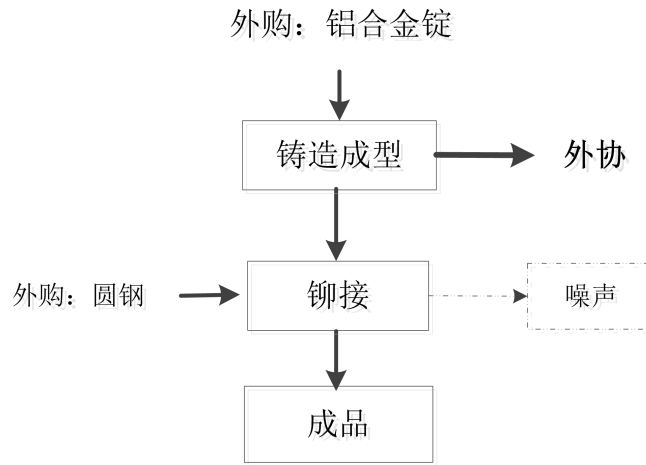 外购：铝合金锭
铸造成型
外协
外购：圆钢
铆接
噪声
成品